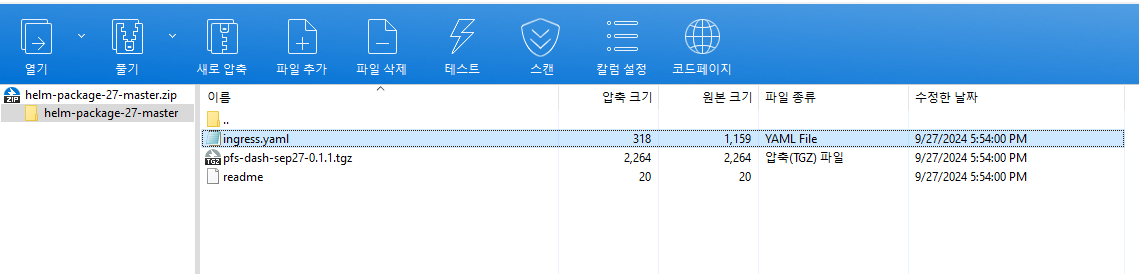 열기 풀기 새로 압축 파일 추가 파일 삭제 테스트 스캔 칼럼 설정 코드페이지
ZIP helm-package-27-master.zip
helm-package-27-master
이름 압축 크기 원본 크기 파일 종류 수정한 날짜
..
ingress.yaml 318 1,159 YAML File 9/27/2024 5:54:00 PM
TGZ pfs-dash-sep27-0.1.1.tgz 2,264 2,264 압축(TGZ) 파일 9/27/2024 5:54:00 PM
readme 20 20 9/27/2024 5:54:00 PM